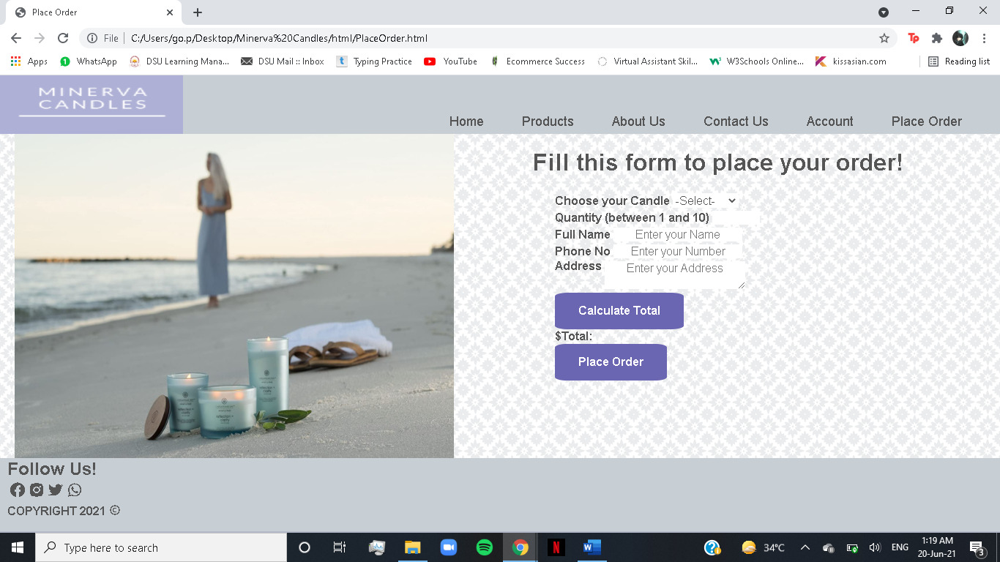 Place Order
File C:/Users/go.p/Desktop/Minerva%20Candles/html/PlaceOrder.html
Apps WhatsApp DSU Learning Mana... DSU Mail :: Inbox Typing Practice YouTube Ecommerce Success Virtual Assistant Skil... W3Schools Online... kissasian.com Reading list
MINERVA
CANDLES
Home Products About Us Contact Us Account Place Order
Fill this form to place your order!
Choose your Candle -Select-
Quantity (between 1 and 10)
Full Name Enter your Name
Phone No Enter your Number
Address Enter your Address
Calculate Total
$Total:
Place Order
Follow Us!
COPYRIGHT 2021 ©
Type here to search
34°C ENG 1:19 AM
20-Jun-21
3